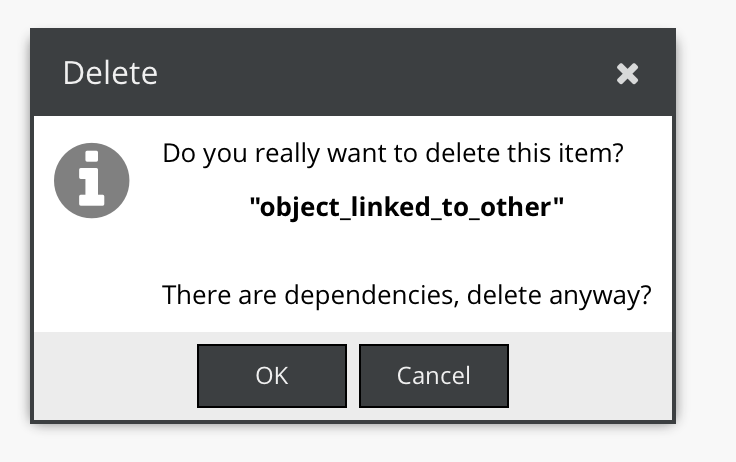 Delete
Do you really want to delete this item?
"object_linked_to_other"
There are dependencies, delete anyway?
OK
Cancel